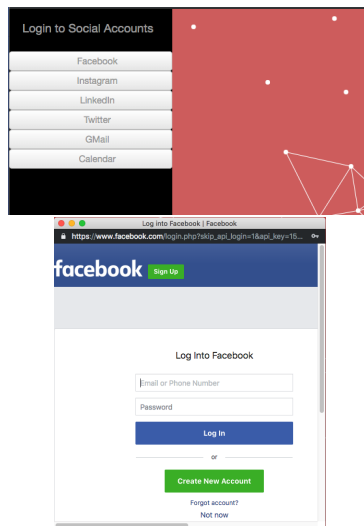 Login to Social Accounts
Facebook
Instagram
LinkedIn
Twitter
GMail
Calendar
Log into Facebook | Facebook
https://www.facebook.com/login.php?skip_api_login=1&api_key=15...
facebook
Sign Up
Log Into Facebook
Email or Phone Number
Password
Log In
or
Create New Account
Forgot account?
Not now